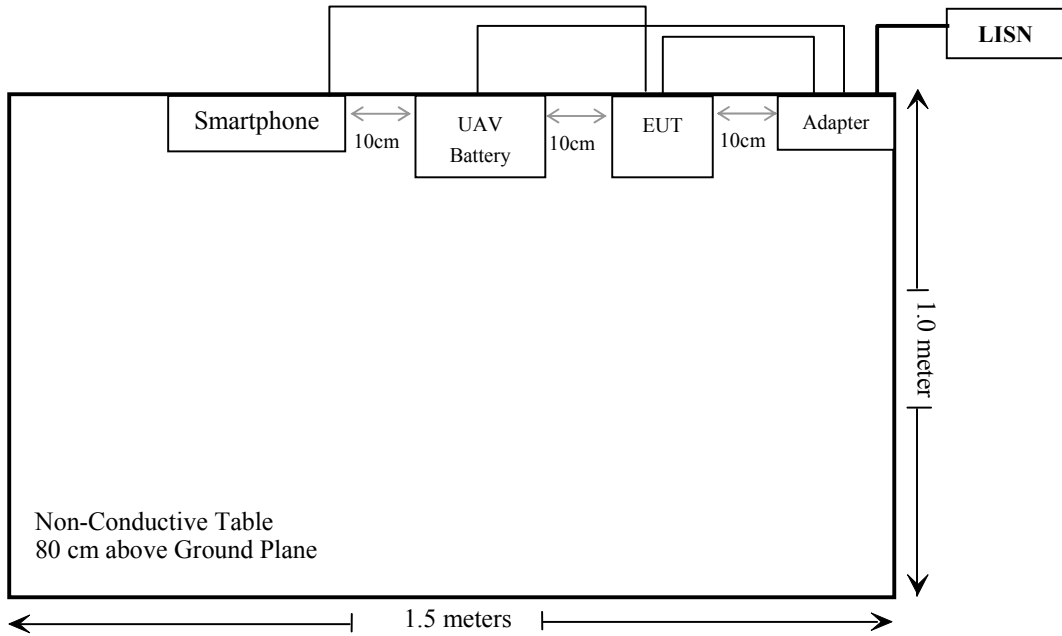 LISN
Smartphone
UAV
Battery
EUT
Adapter
10cm
10cm
10cm
1.0 meter
Non-Conductive Table
80 cm above Ground Plane
1.5 meters